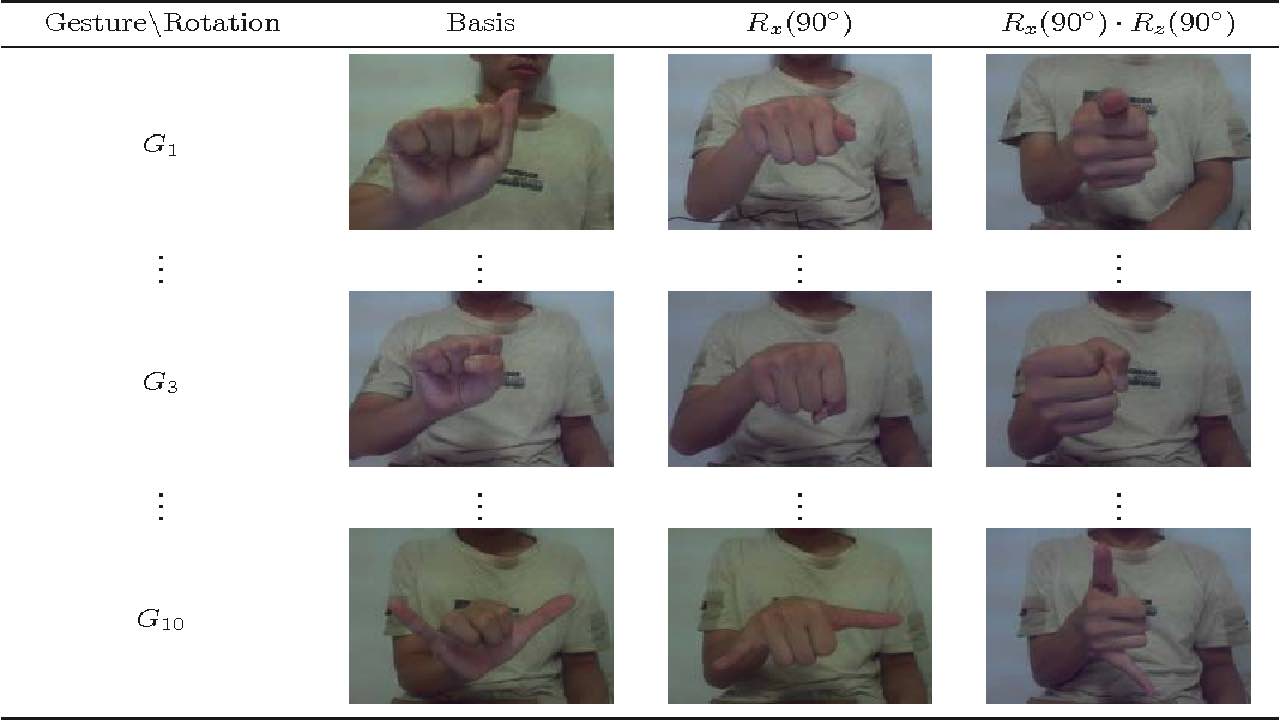 Gesture\Rotation Basis Rx(90°) Rx(90°) · Rz(90°)
G1
⋮ ⋮ ⋮ ⋮
G3
⋮ ⋮ ⋮ ⋮
G10